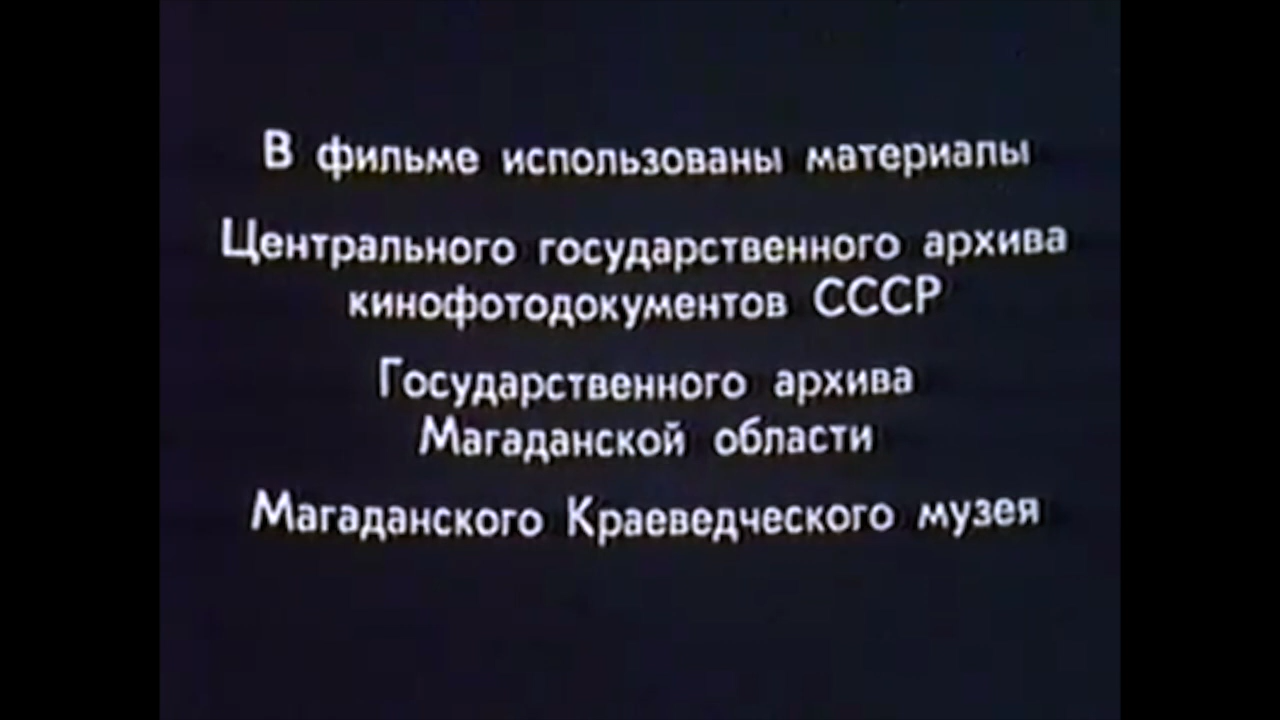 В фильме использованы материалы
Центрального государственного архива
кинофотодокументов СССР
Государственного архива
Магаданской области
Магаданского Краеведческого музея